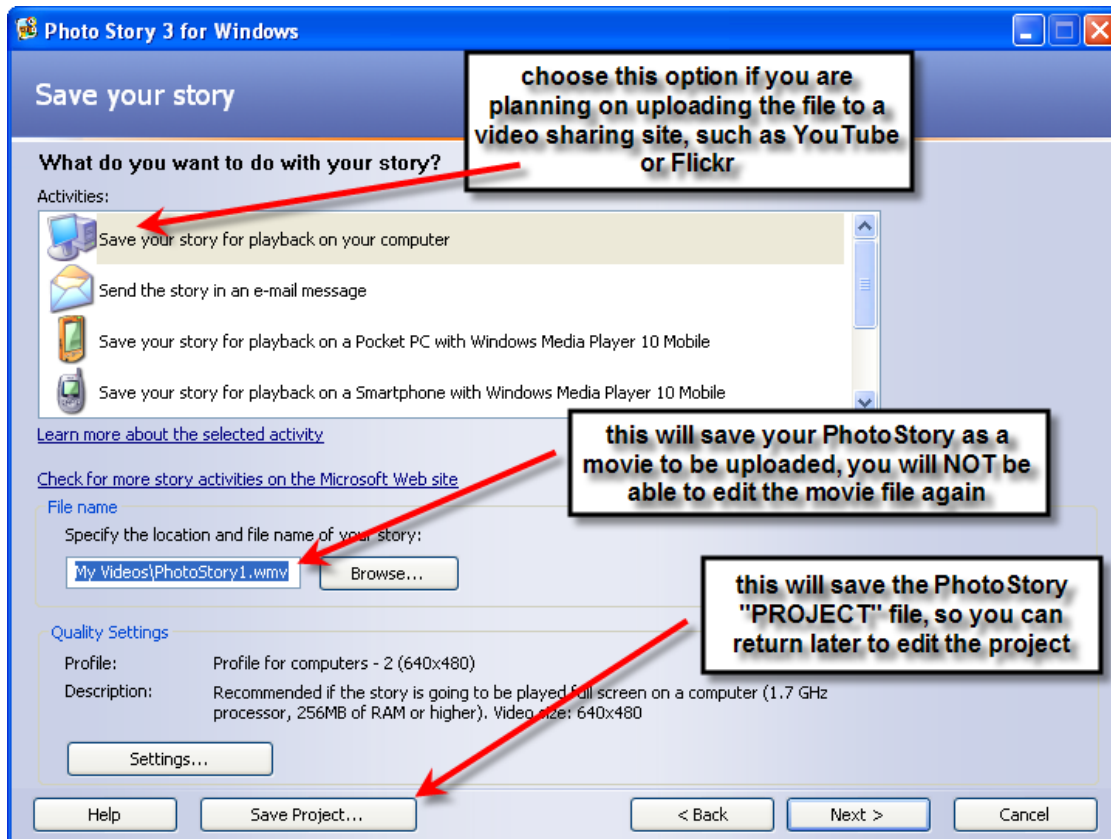 Photo Story 3 for Windows
Save your story
choose this option if you are
planning on uploading the file to a
video sharing site, such as YouTube
or Flickr
What do you want to do with your story?
Activities:
Save your story for playback on your computer
Send the story in an e-mail message
Save your story for playback on a Pocket PC with Windows Media Player 10 Mobile
Save your story for playback on a Smartphone with Windows Media Player 10 Mobile
Learn more about the selected activity
this will save your PhotoStory as a
movie to be uploaded, you will NOT be
able to edit the movie file again
Check for more story activities on the Microsoft Web site
File name
Specify the location and file name of your story:
My Videos\PhotoStory1.wmv
Browse...
this will save the PhotoStory
"PROJECT" file, so you can
return later to edit the project
Quality Settings
Profile: Profile for computers - 2 (640x480)
Description: Recommended if the story is going to be played full screen on a computer (1.7 GHz
processor, 256MB of RAM or higher). Video size: 640x480
Settings...
Help Save Project... < Back Next > Cancel